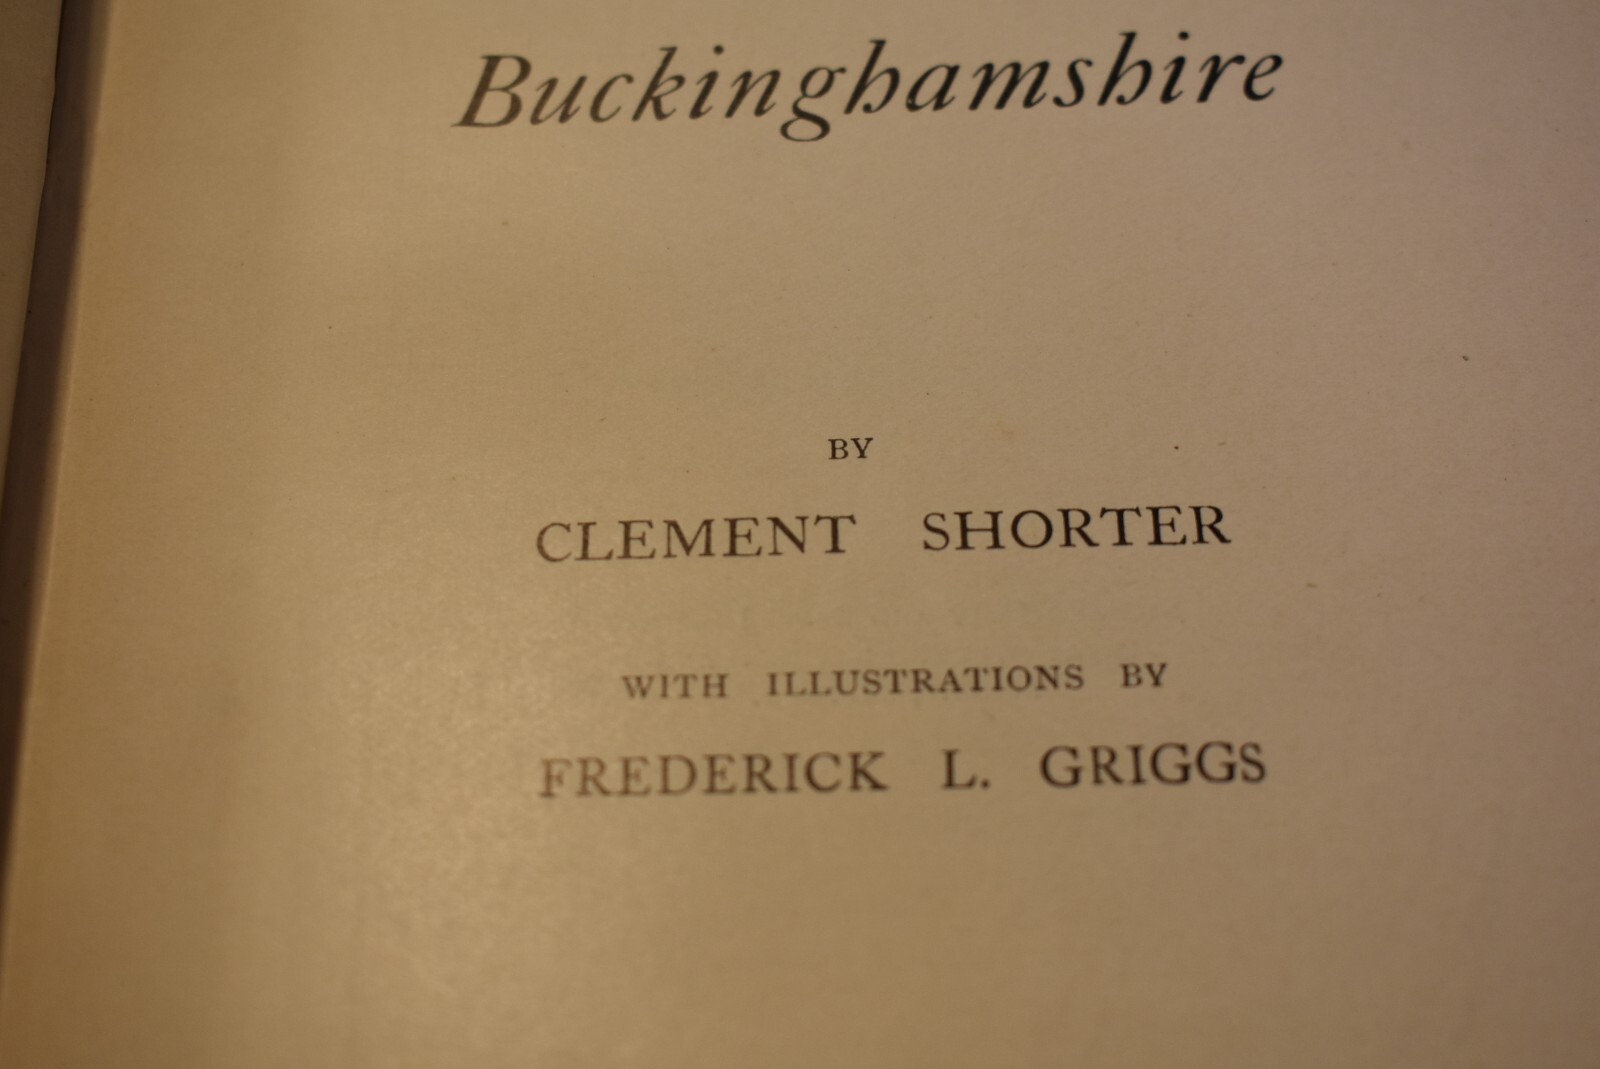 Buckinghamshire
BY
CLEMENT SHORTER
WITH ILLUSTRATIONS BY
FREDERICK L. GRIGGS